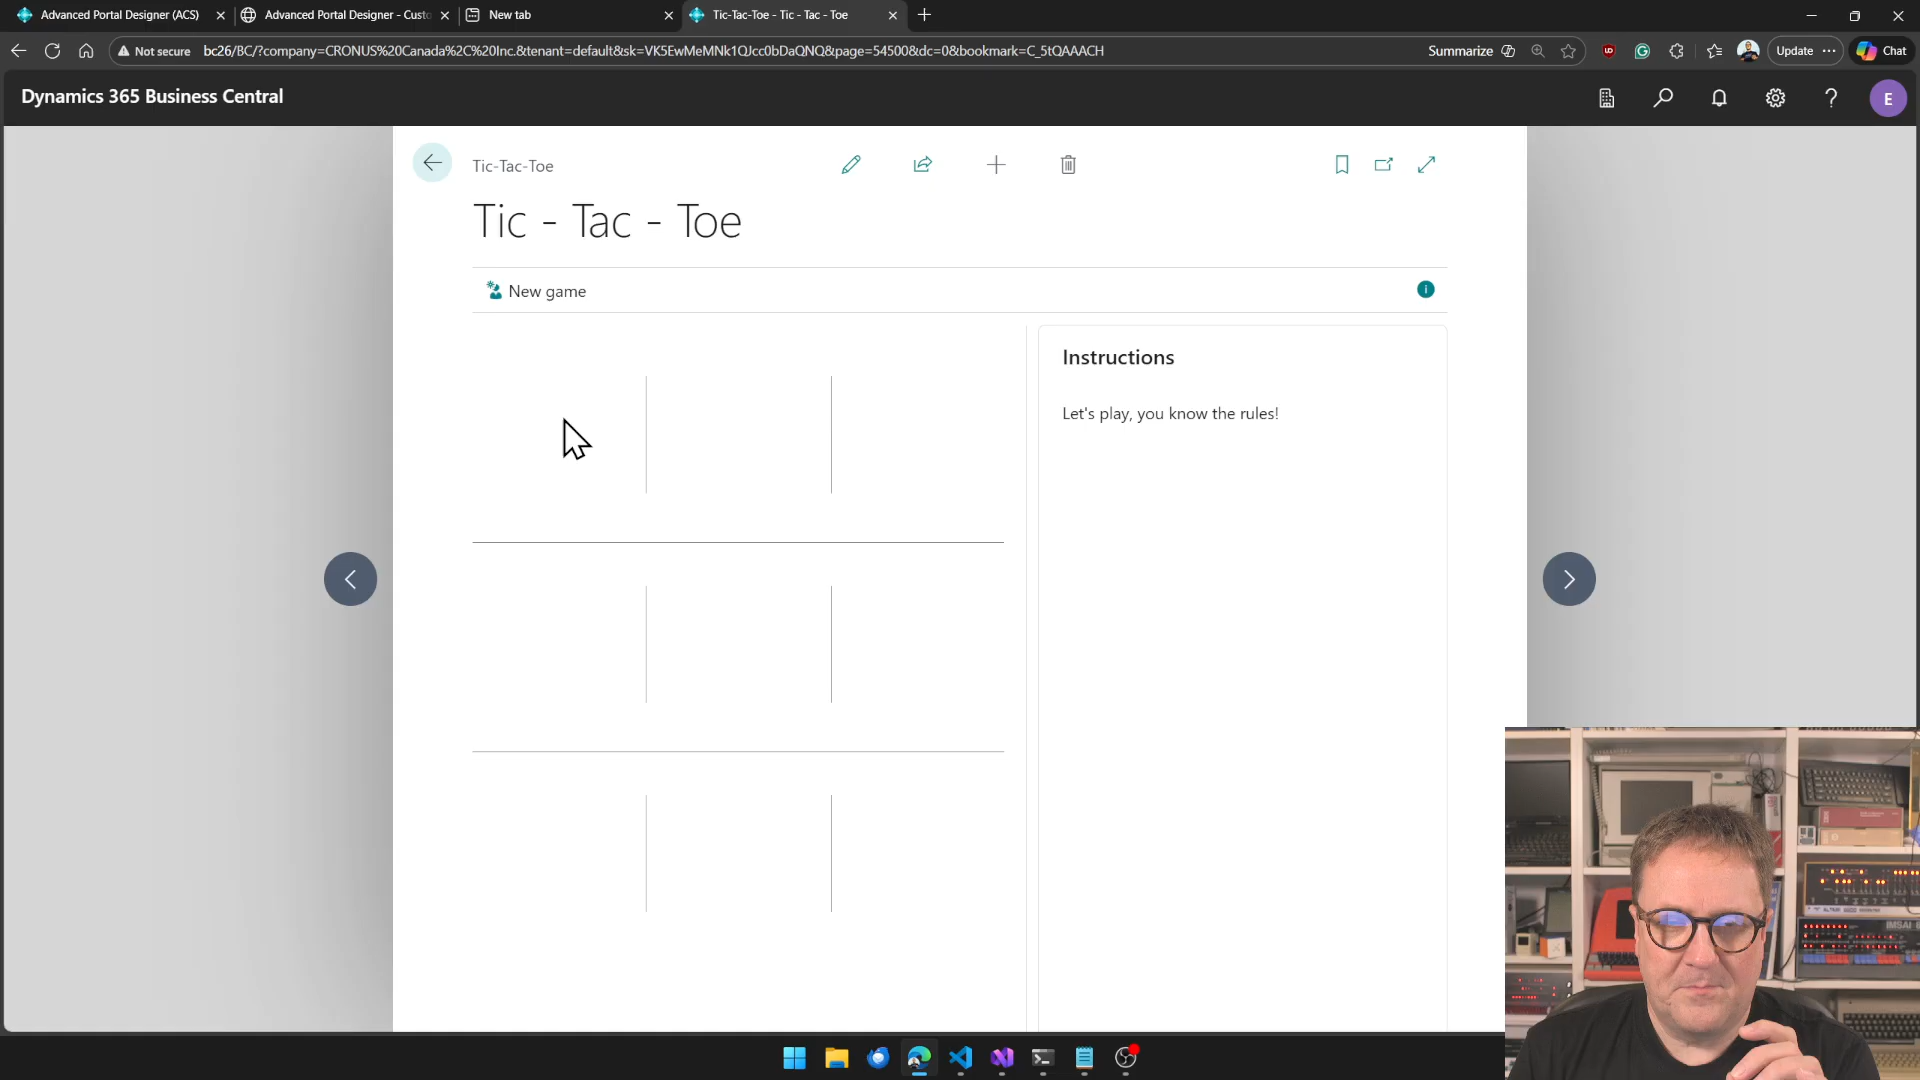 Advanced Portal Designer (ACS)
Advanced Portal Designer - Custo
New tab
Tic-Tac-Toe - Tic - Tac - Toe
Not secure
bc26/BC/?company=CRONUS%20Canada%2C%20Inc.&tenant=default&sk=VK5EwMeMNk1QJcc0bDaQNQ&page=54500&dc=0&bookmark=C_5tQAAACH
Summarize
Update
Chat
Dynamics 365 Business Central
E
Tic-Tac-Toe
Tic - Tac - Toe
New game
Instructions
Let's play, you know the rules!
IMSAI